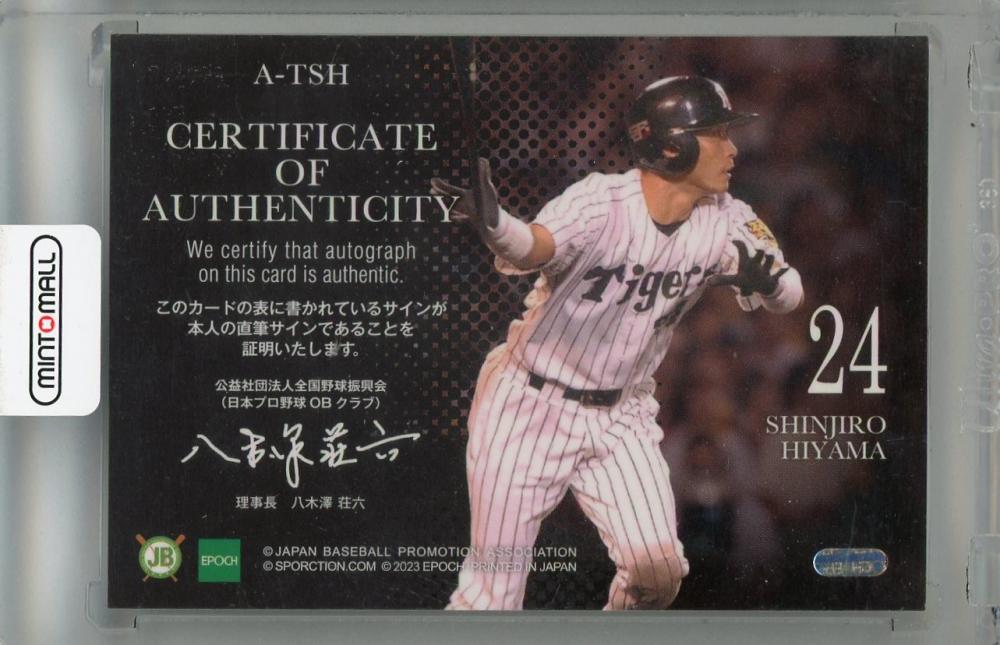 A-TSH
CERTIFICATE
OF
AUTHENTICITY
We certify that autograph
on this card is authentic.
このカードの表に書かれているサインが
本人の直筆サインであることを
証明いたします。
公益社団法人全国野球振興会
（日本プロ野球 OB クラブ）
八木澤荘六
理事長 八木澤 荘六
JB
EPOCH
©JAPAN BASEBALL PROMOTION ASSOCIATION
© SPORCTION.COM © 2023 EPOCH PRINTED IN JAPAN
Tigers
24
SHINJIRO
HIYAMA
MINTOMALL